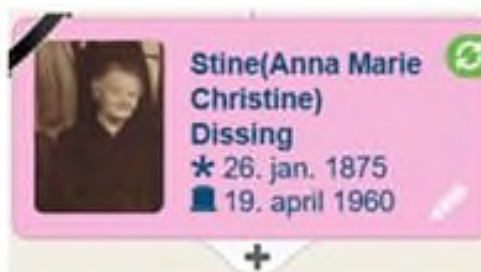 Stine(Anna Marie
Christine)
Dissing
* 26. jan. 1875
19. april 1960